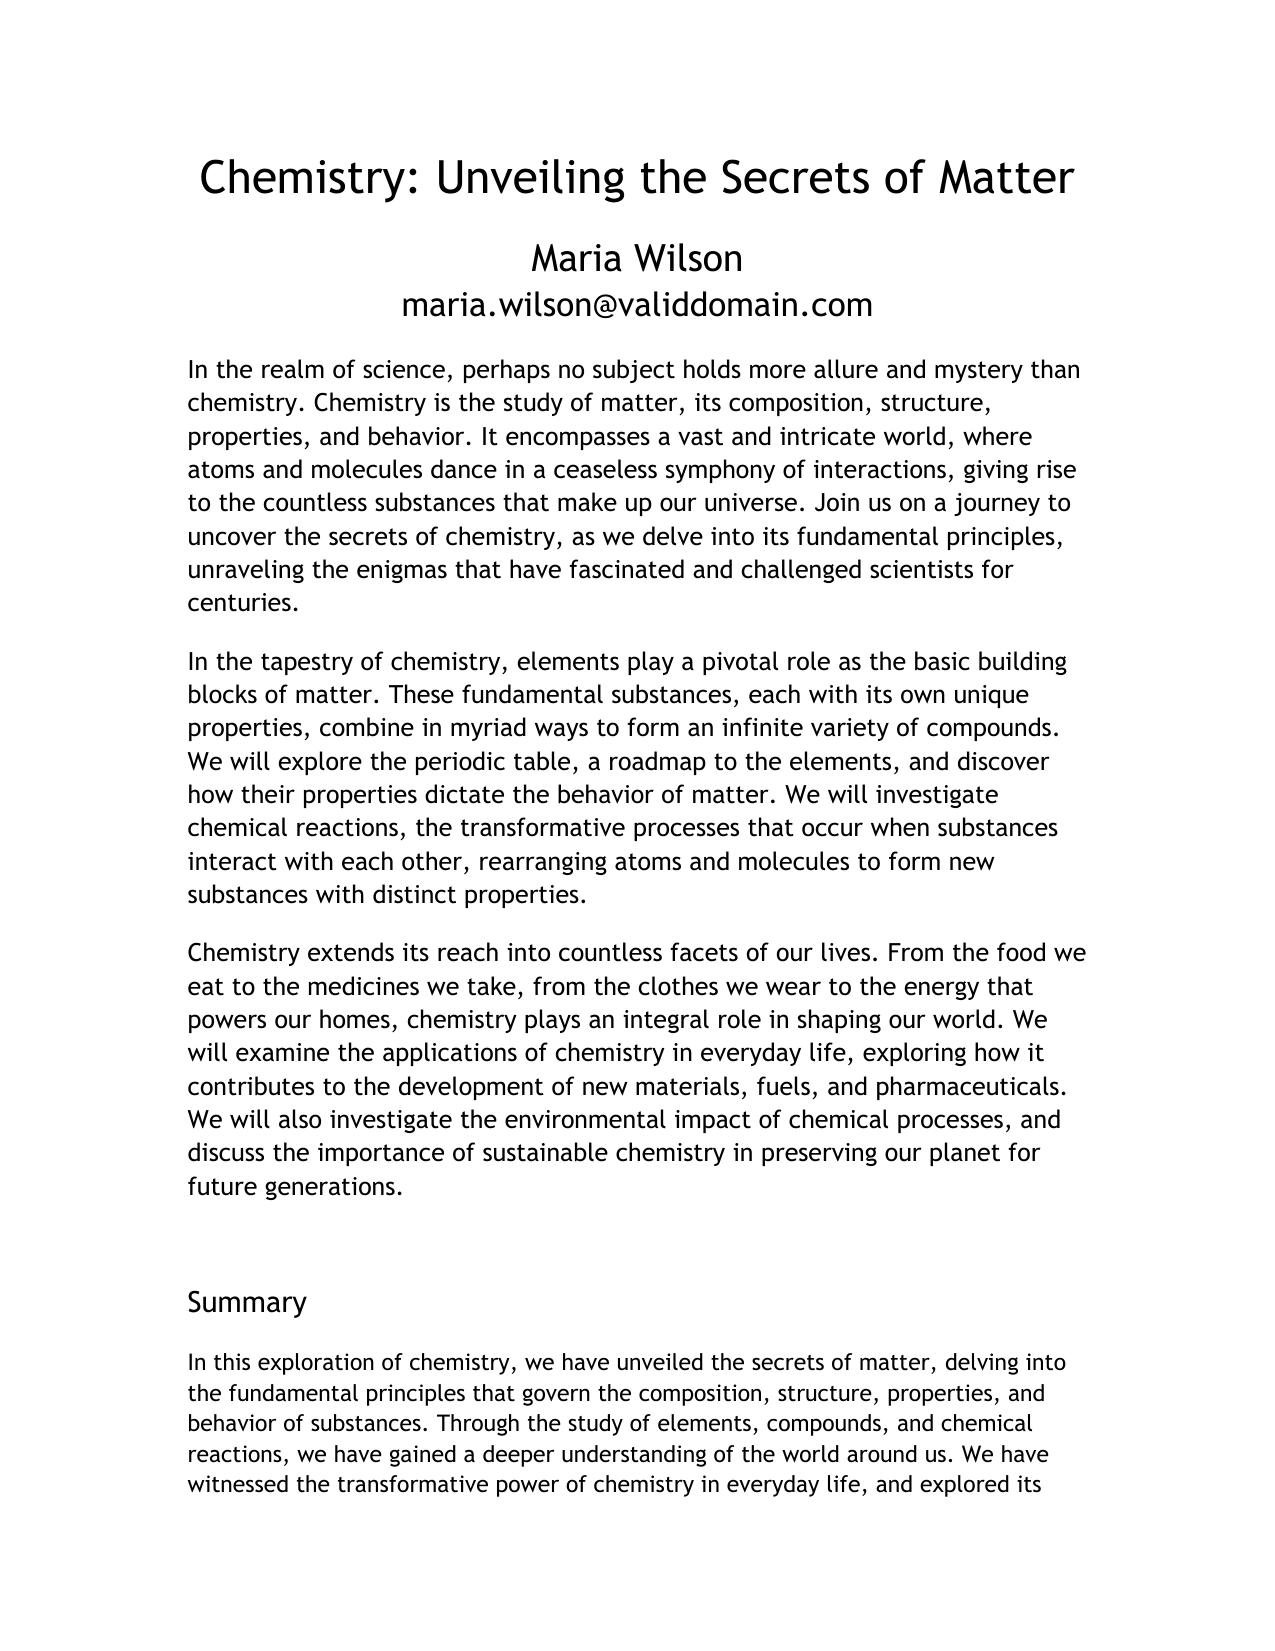 Chemistry: Unveiling the Secrets of Matter
Maria Wilson
maria.wilson@validdomain.com
In the realm of science, perhaps no subject holds more allure and mystery than
chemistry. Chemistry is the study of matter, its composition, structure,
properties, and behavior. It encompasses a vast and intricate world, where
atoms and molecules dance in a ceaseless symphony of interactions, giving rise
to the countless substances that make up our universe. Join us on a journey to
uncover the secrets of chemistry, as we delve into its fundamental principles,
unraveling the enigmas that have fascinated and challenged scientists for
centuries.
In the tapestry of chemistry, elements play a pivotal role as the basic building
blocks of matter. These fundamental substances, each with its own unique
properties, combine in myriad ways to form an infinite variety of compounds.
We will explore the periodic table, a roadmap to the elements, and discover
how their properties dictate the behavior of matter. We will investigate
chemical reactions, the transformative processes that occur when substances
interact with each other, rearranging atoms and molecules to form new
substances with distinct properties.
Chemistry extends its reach into countless facets of our lives. From the food we
eat to the medicines we take, from the clothes we wear to the energy that
powers our homes, chemistry plays an integral role in shaping our world. We
will examine the applications of chemistry in everyday life, exploring how it
contributes to the development of new materials, fuels, and pharmaceuticals.
We will also investigate the environmental impact of chemical processes, and
discuss the importance of sustainable chemistry in preserving our planet for
future generations.
Summary
In this exploration of chemistry, we have unveiled the secrets of matter, delving into
the fundamental principles that govern the composition, structure, properties, and
behavior of substances. Through the study of elements, compounds, and chemical
reactions, we have gained a deeper understanding of the world around us. We have
witnessed the transformative power of chemistry in everyday life, and explored its